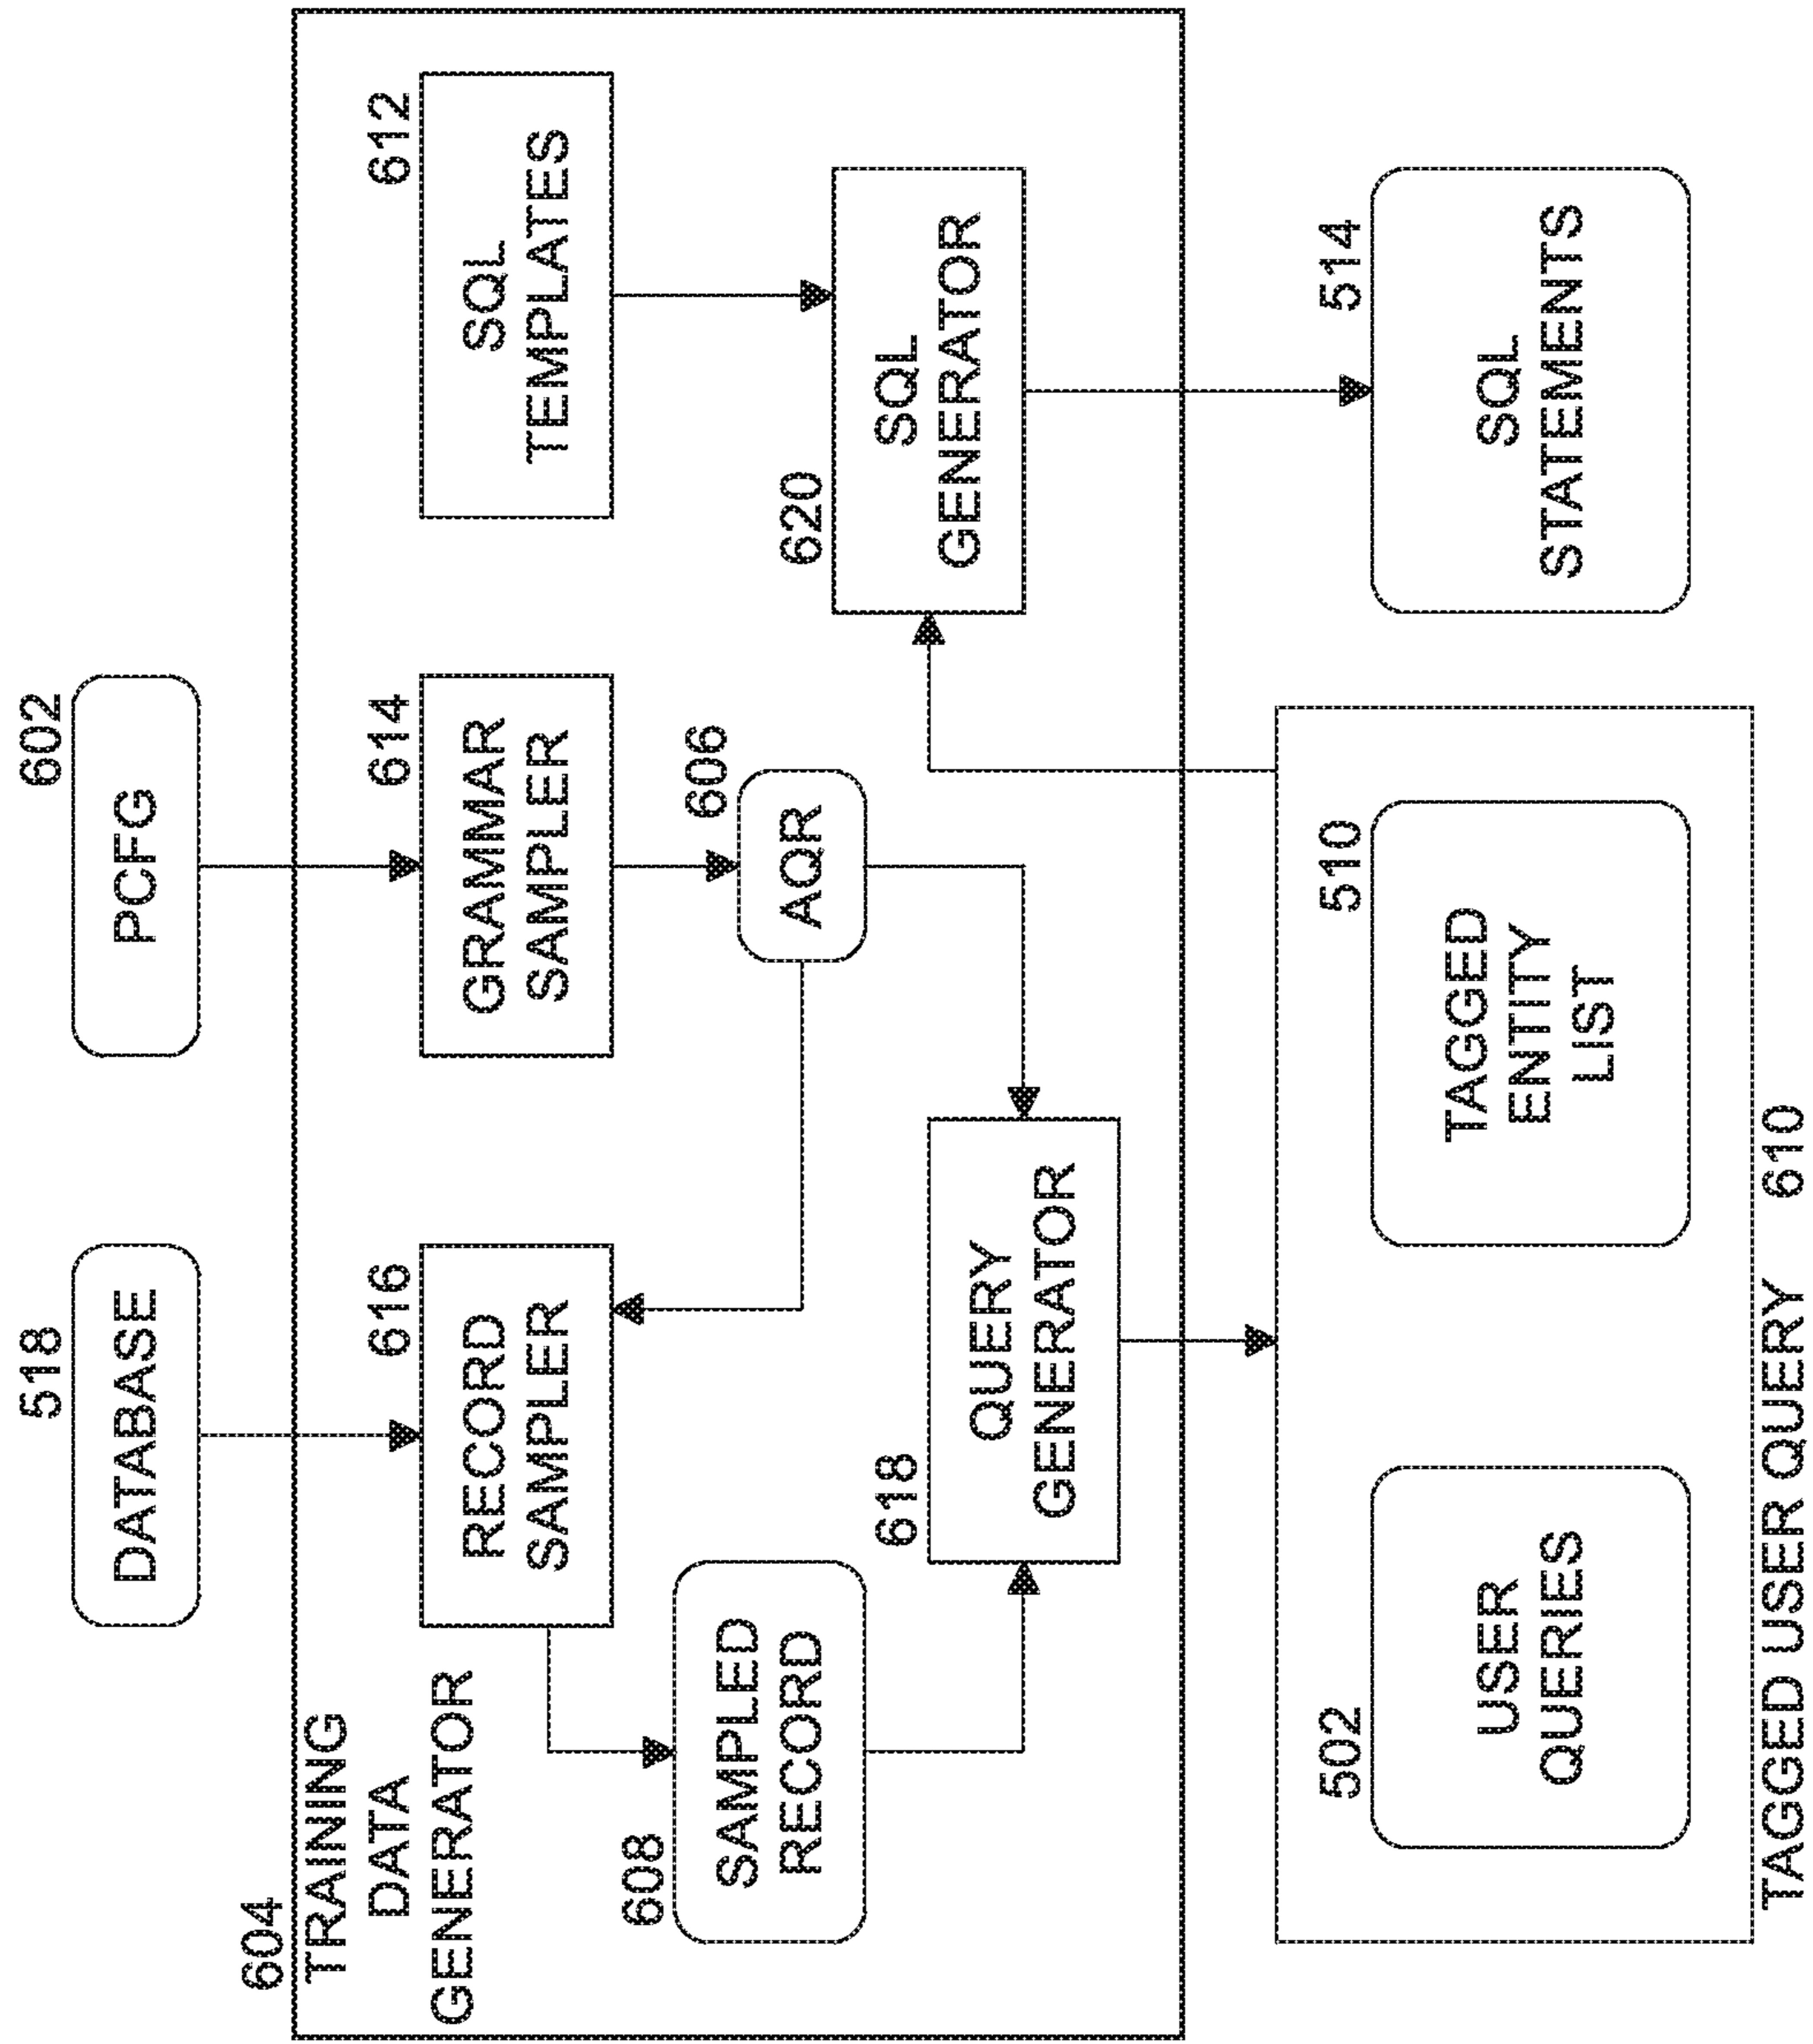 518
DATABASE
602
PCFG
604
TRAINING
DATA
GENERATOR
616
RECORD
SAMPLER
614
GRAMMAR
SAMPLER
612
SQL
TEMPLATES
608
SAMPLED
RECORD
606
AQR
618
QUERY
GENERATOR
620
SQL
GENERATOR
502
USER
QUERIES
510
TAGGED
ENTITY
LIST
514
SQL
STATEMENTS
TAGGED USER QUERY 610